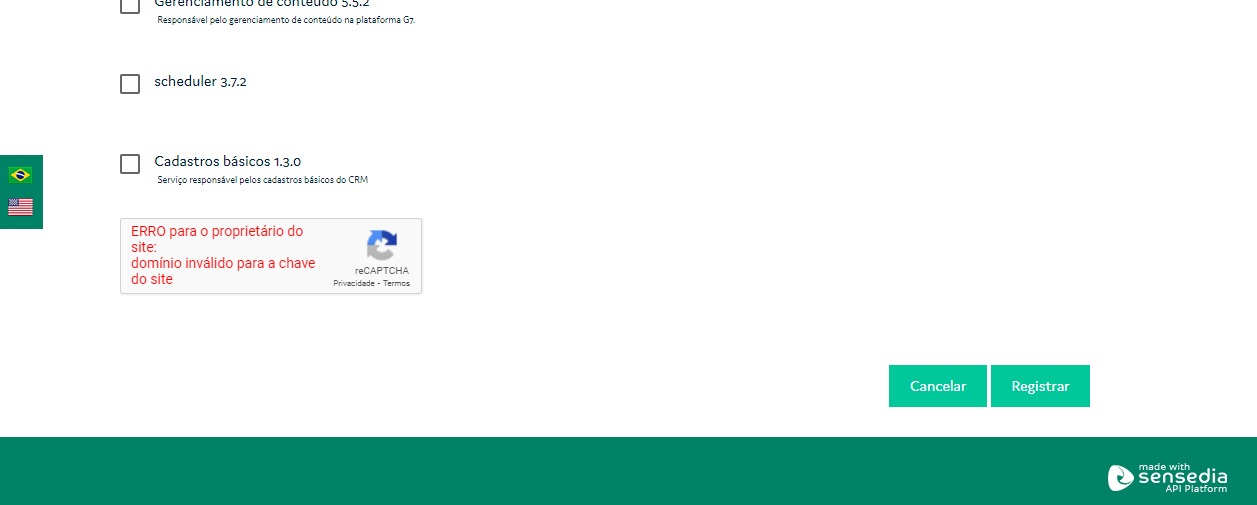 Gerenciamento de conteúdo 5.5.2
Responsável pelo gerenciamento de conteúdo na plataforma G7.
scheduler 3.7.2
Cadastros básicos 1.3.0
Serviço responsável pelos cadastros básicos do CRM
ERRO para o proprietário do
site:
domínio inválido para a chave
do site
reCAPTCHA
Privacidade - Termos
Cancelar
Registrar
made with
sensedia
API Platform